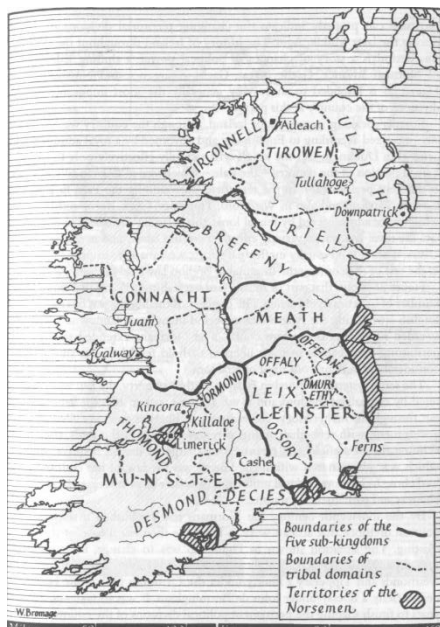 TIRCONNELL
Aileach
TIROWEN
ULAIDH
Tullahoge
Downpatrick
URIEL
BREFFNY
CONNACHT
MEATH
Tuam
Galway
OFFELAN
OFFALY
ORMOND
LEIX
OMUR-
ETHY
LEINSTER
Kincora
Killaloe
OSSORY
THOMOND
Limerick
Ferns
Cashel
MUNSTER
DESMOND
DECIES
Boundaries of the
five sub-kingdoms
Boundaries of
tribal domains
Territories of the
Norsemen
W.Bromage